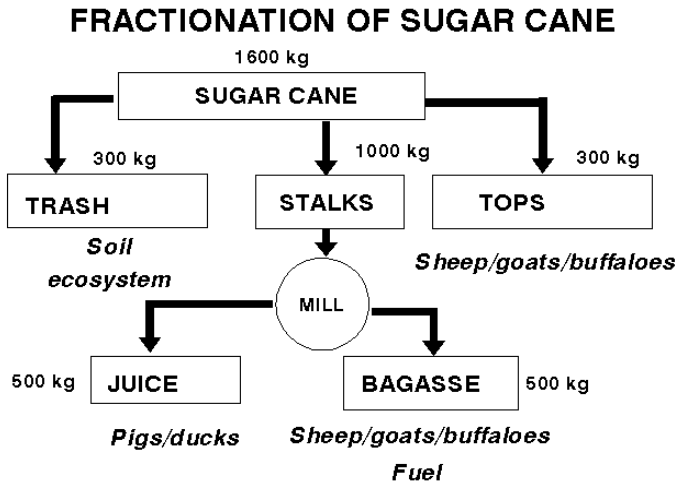 FRACTIONATION OF SUGAR CANE
1600 kg
SUGAR CANE
300 kg
1000 kg
300 kg
TRASH
STALKS
TOPS
Soil
ecosystem
Sheep/goats/buffaloes
MILL
500 kg
JUICE
BAGASSE
500 kg
Pigs/ducks
Sheep/goats/buffaloes
Fuel